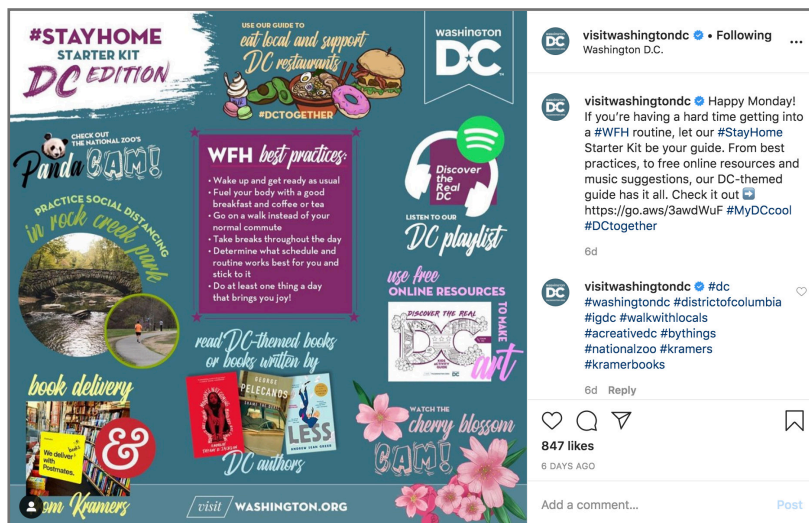 #STAYHOME
STARTER KIT
DC EDITION
USE OUR GUIDE TO
eat local and support
DC restaurants
#DCTOGETHER
WASHINGTON
DC
CHECK OUT
THE NATIONAL ZOO'S
Panda CAM!
PRACTICE SOCIAL DISTANCING
in rock creek park
WFH best practices:
• Wake up and get ready as usual
• Fuel your body with a good
breakfast and coffee or tea
• Go on a walk instead of your
normal commute
• Take breaks throughout the day
• Determine what schedule and
routine works best for you and
stick to it
• Do at least one thing a day
that brings you joy!
Discover
the
Real
DC
LISTEN TO OUR
DC playlist
use free
ONLINE RESOURCES
TO MAKE
art
DISCOVER THE REAL
DC
read DC-themed books
or books written by
GEORGE
PELECANOS
LESS
ANDREW SEAN GREER
DC authors
book delivery
We deliver
with
Postmates.
&
from Kramers
WATCH THE
cherry blossom
CAM!
visit / WASHINGTON.ORG
visitwashingtondc • Following
Washington D.C.
visitwashingtondc Happy Monday!
If you're having a hard time getting into
a #WFH routine, let our #StayHome
Starter Kit be your guide. From best
practices, to free online resources and
music suggestions, our DC-themed
guide has it all. Check it out ➡️
https://go.aws/3awdWuF #MyDCcool
#DCtogether
6d
visitwashingtondc #dc
#washingtondc #districtofcolumbia
#igdc #walkwithlocals
#acreativedc #bythings
#nationalzoo #kramers
#kramerbooks
6d Reply
847 likes
6 DAYS AGO
Add a comment...
Post